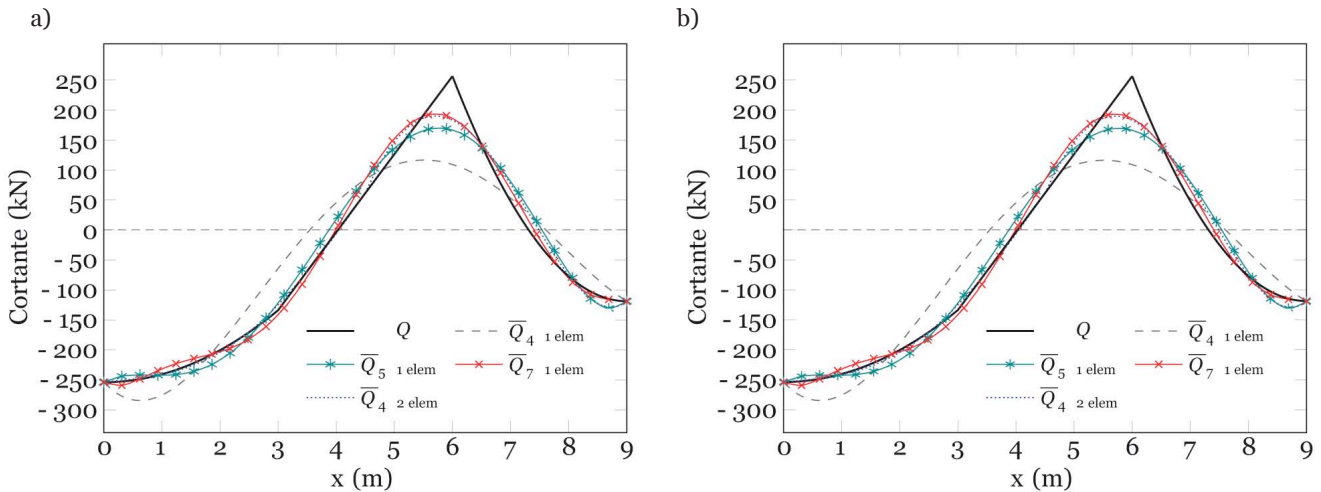 a)
Cortante (kN)
250
200
150
100
50
0
- 50
- 100
- 150
- 200
- 250
- 300
Q
Q̅₄ 1 elem
Q̅₅ 1 elem
Q̅₇ 1 elem
Q̅₄ 2 elem
0 1 2 3 4 5 6 7 8 9
x (m)
b)
Cortante (kN)
250
200
150
100
50
0
- 50
- 100
- 150
- 200
- 250
- 300
Q
Q̅₄ 1 elem
Q̅₅ 1 elem
Q̅₇ 1 elem
Q̅₄ 2 elem
0 1 2 3 4 5 6 7 8 9
x (m)